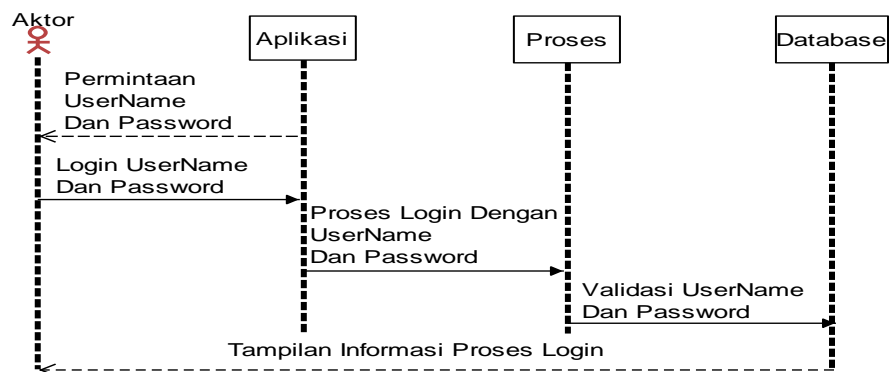 Aktor
Aplikasi
Proses
Database
Permintaan
UserName
Dan Password
Login UserName
Dan Password
Proses Login Dengan
UserName
Dan Password
Validasi UserName
Dan Password
Tampilan Informasi Proses Login